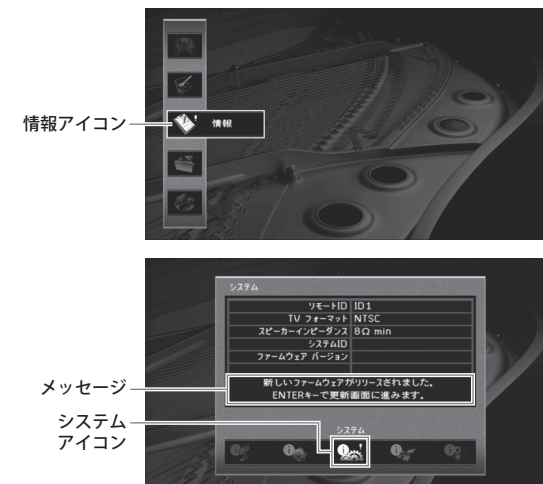 情報アイコン
情報
システム
リモートID ID1
TV フォーマット NTSC
スピーカーインピーダンス 8Ω min
システムID
ファームウェア バージョン
メッセージ
新しいファームウェアがリリースされました。
ENTERキーで更新画面に進みます。
システム
アイコン
システム